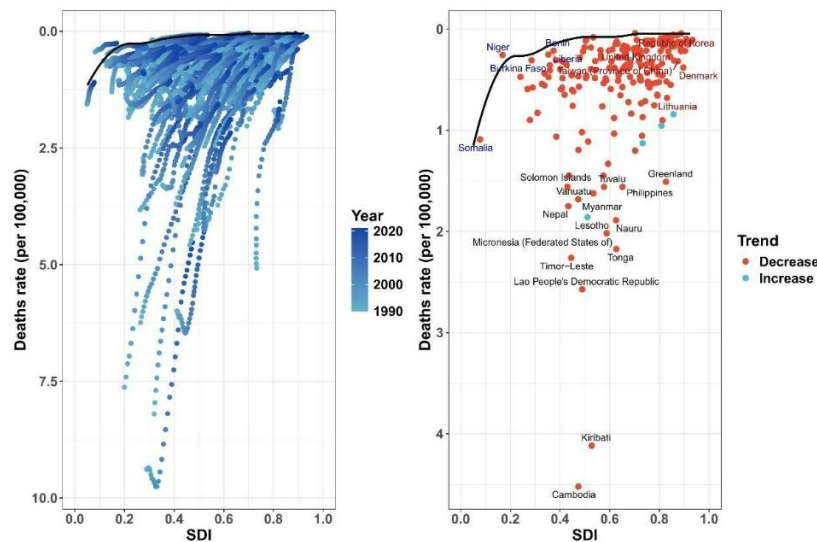 0.0
2.5
5.0
7.5
10.0
Deaths rate (per 100,000)
0.0 0.2 0.4 0.6 0.8 1.0
SDI
Year
2020
2010
2000
1990
0
1
2
3
4
Deaths rate (per 100,000)
Niger
Benin
Republic of Korea
Liberia
United Kingdom
Burkina Faso
Taiwan (Province of China)
Denmark
Lithuania
Somalia
Solomon Islands
Tuvalu
Greenland
Vanuatu
Philippines
Myanmar
Nepal
Lesotho
Nauru
Micronesia (Federated States of)
Tonga
Timor−Leste
Lao People's Democratic Republic
Kiribati
Cambodia
0.0 0.2 0.4 0.6 0.8 1.0
SDI
Trend
Decrease
Increase